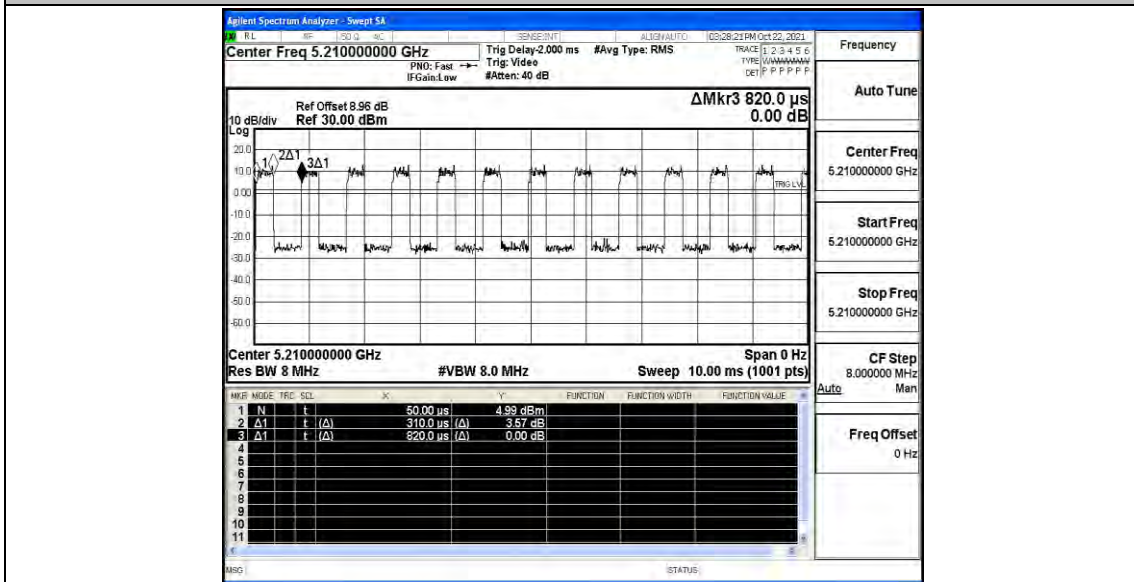 Agilent Spectrum Analyzer - Swept SA
RL RF 50 Ω AC SENSE:INT ALIGNAUTO 03:28:21PM Oct 22, 2021
Center Freq 5.210000000 GHz
PNO: Fast
IFGain:Low
Trig Delay-2.000 ms #Avg Type: RMS
Trig: Video
#Atten: 40 dB
TRACE 1 2 3 4 5 6
TYPE
DET P P P P P P
Frequency
Auto Tune
Center Freq
5.210000000 GHz
Start Freq
5.210000000 GHz
Stop Freq
5.210000000 GHz
CF Step
8.000000 MHz
Auto Man
Freq Offset
0 Hz
ΔMkr3 820.0 µs
0.00 dB
Ref Offset 8.96 dB
10 dB/div Ref 30.00 dBm
Log
20.0
10.0
0.00
-10.0
-20.0
-30.0
-40.0
-50.0
-60.0
1 2Δ1 3Δ1
TRIG LVL
Center 5.210000000 GHz Span 0 Hz
Res BW 8 MHz #VBW 8.0 MHz Sweep 10.00 ms (1001 pts)
MKR MODE TRC SCL X Y FUNCTION FUNCTION WIDTH FUNCTION VALUE
1 N t 50.00 µs 4.99 dBm
2 Δ1 t (Δ) 310.0 µs (Δ) 3.57 dB
3 Δ1 t (Δ) 820.0 µs (Δ) 0.00 dB
4
5
6
7
8
9
10
11
MSG STATUS